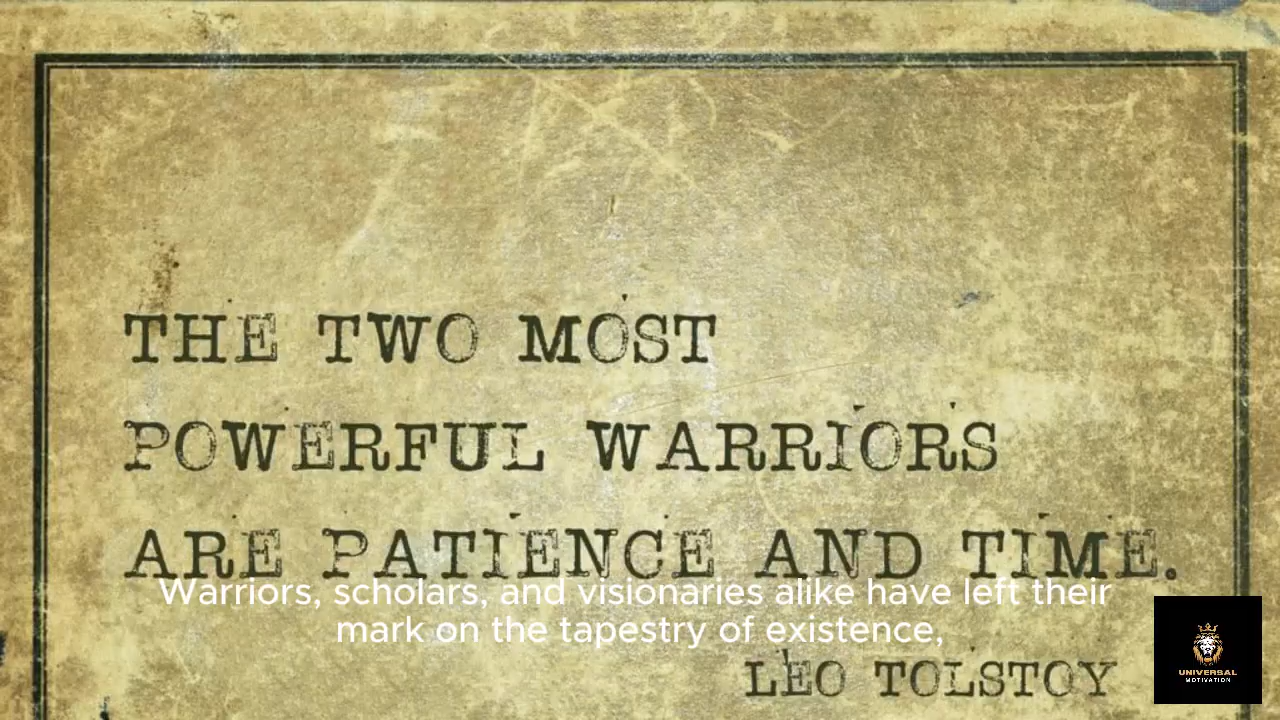 THE TWO MOST
POWERFUL WARRIORS
ARE PATIENCE AND TIME.
Warriors, scholars, and visionaries alike have left their
mark on the tapestry of existence,
LEO TOLSTOY
UNIVERSAL
MOTIVATION